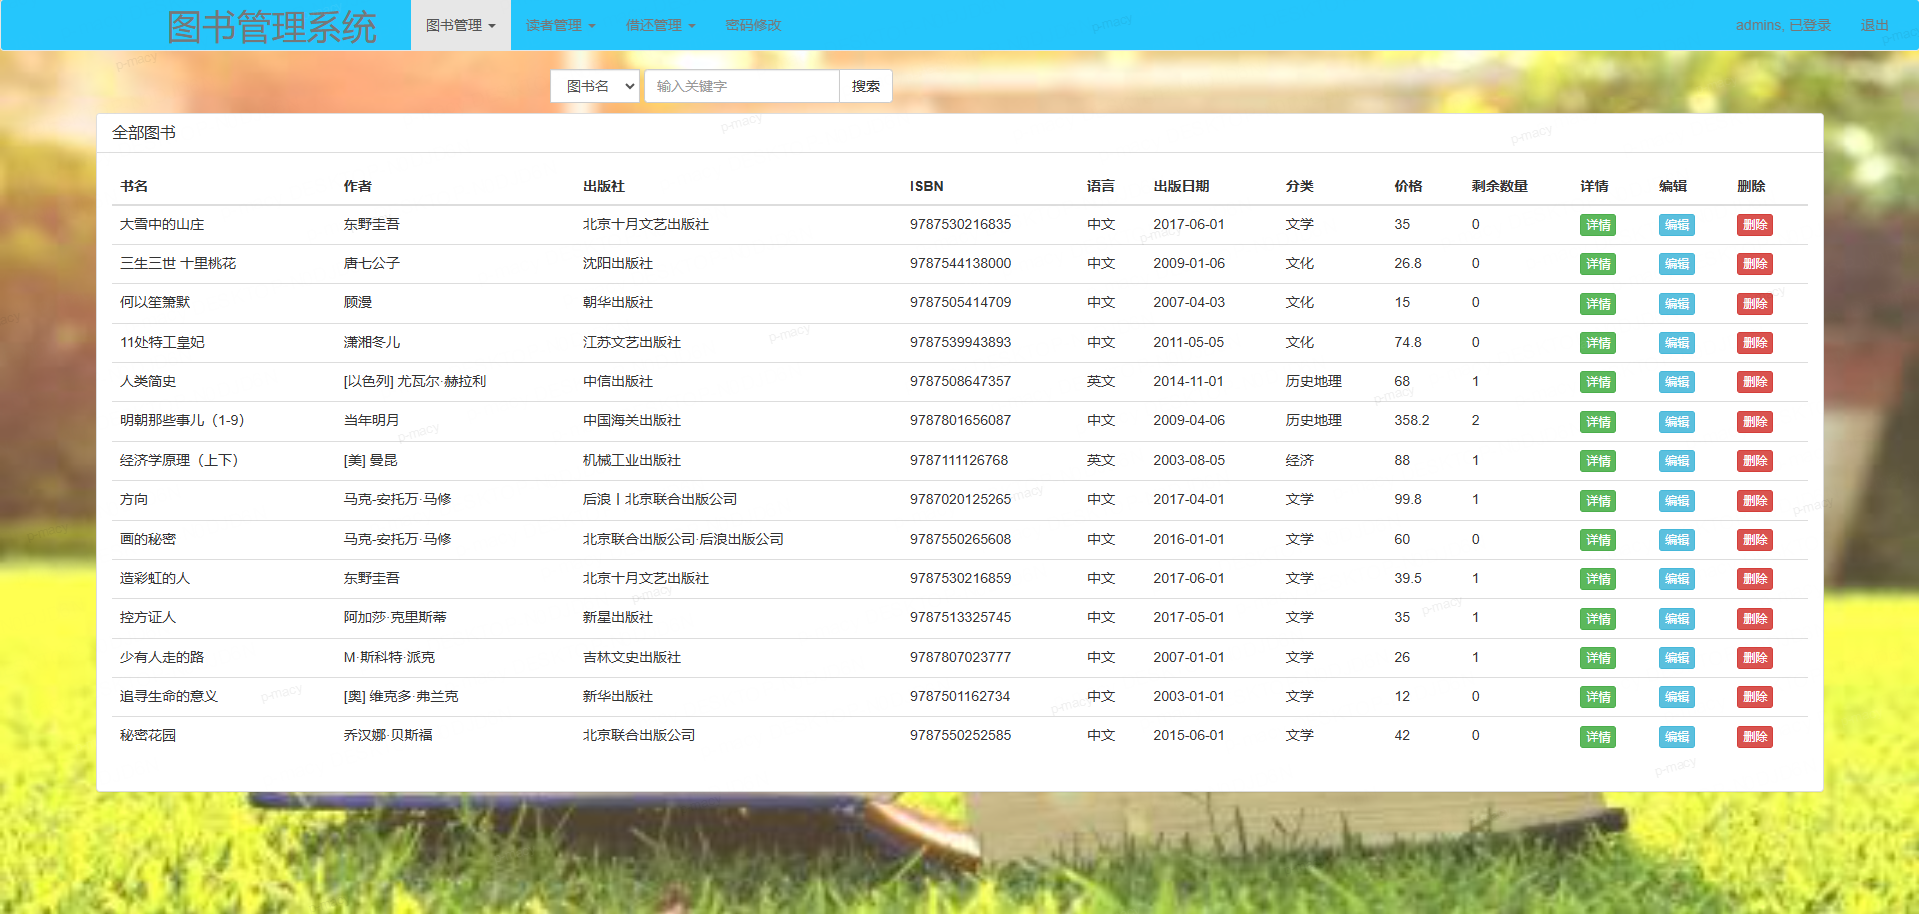 图书管理系统 图书管理 读者管理 借还管理 密码修改 admins, 已登录 退出
图书名 输入关键字 搜索
全部图书
书名 作者 出版社 ISBN 语言 出版日期 分类 价格 剩余数量 详情 编辑 删除
大雪中的山庄 东野圭吾 北京十月文艺出版社 9787530216835 中文 2017-06-01 文学 35 0 详情 编辑 删除
三生三世 十里桃花 唐七公子 沈阳出版社 9787544138000 中文 2009-01-06 文化 26.8 0 详情 编辑 删除
何以笙箫默 顾漫 朝华出版社 9787505414709 中文 2007-04-03 文化 15 0 详情 编辑 删除
11处特工皇妃 潇湘冬儿 江苏文艺出版社 9787539943893 中文 2011-05-05 文化 74.8 0 详情 编辑 删除
人类简史 [以色列] 尤瓦尔·赫拉利 中信出版社 9787508647357 英文 2014-11-01 历史地理 68 1 详情 编辑 删除
明朝那些事儿（1-9） 当年明月 中国海关出版社 9787801656087 中文 2009-04-06 历史地理 358.2 2 详情 编辑 删除
经济学原理（上下） [美] 曼昆 机械工业出版社 9787111126768 英文 2003-08-05 经济 88 1 详情 编辑 删除
方向 马克-安托万·马修 后浪丨北京联合出版公司 9787020125265 中文 2017-04-01 文学 99.8 1 详情 编辑 删除
画的秘密 马克-安托万·马修 北京联合出版公司·后浪出版公司 9787550265608 中文 2016-01-01 文学 60 0 详情 编辑 删除
造彩虹的人 东野圭吾 北京十月文艺出版社 9787530216859 中文 2017-06-01 文学 39.5 1 详情 编辑 删除
控方证人 阿加莎·克里斯蒂 新星出版社 9787513325745 中文 2017-05-01 文学 35 1 详情 编辑 删除
少有人走的路 M·斯科特·派克 吉林文史出版社 9787807023777 中文 2007-01-01 文学 26 1 详情 编辑 删除
追寻生命的意义 [奥] 维克多·弗兰克 新华出版社 9787501162734 中文 2003-01-01 文学 12 0 详情 编辑 删除
秘密花园 乔汉娜·贝斯福 北京联合出版公司 9787550252585 中文 2015-06-01 文学 42 0 详情 编辑 删除
p-macy